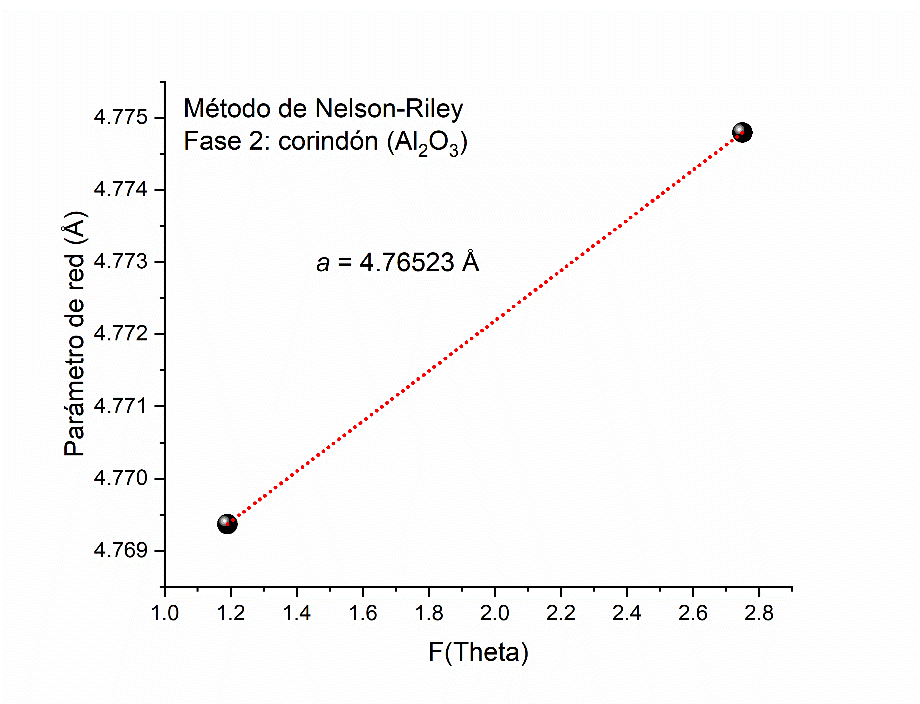 Método de Nelson-Riley
Fase 2: corindón (Al₂O₃)
a = 4.76523 Å
Parámetro de red (Å)
4.775
4.774
4.773
4.772
4.771
4.770
4.769
1.0 1.2 1.4 1.6 1.8 2.0 2.2 2.4 2.6 2.8
F(Theta)